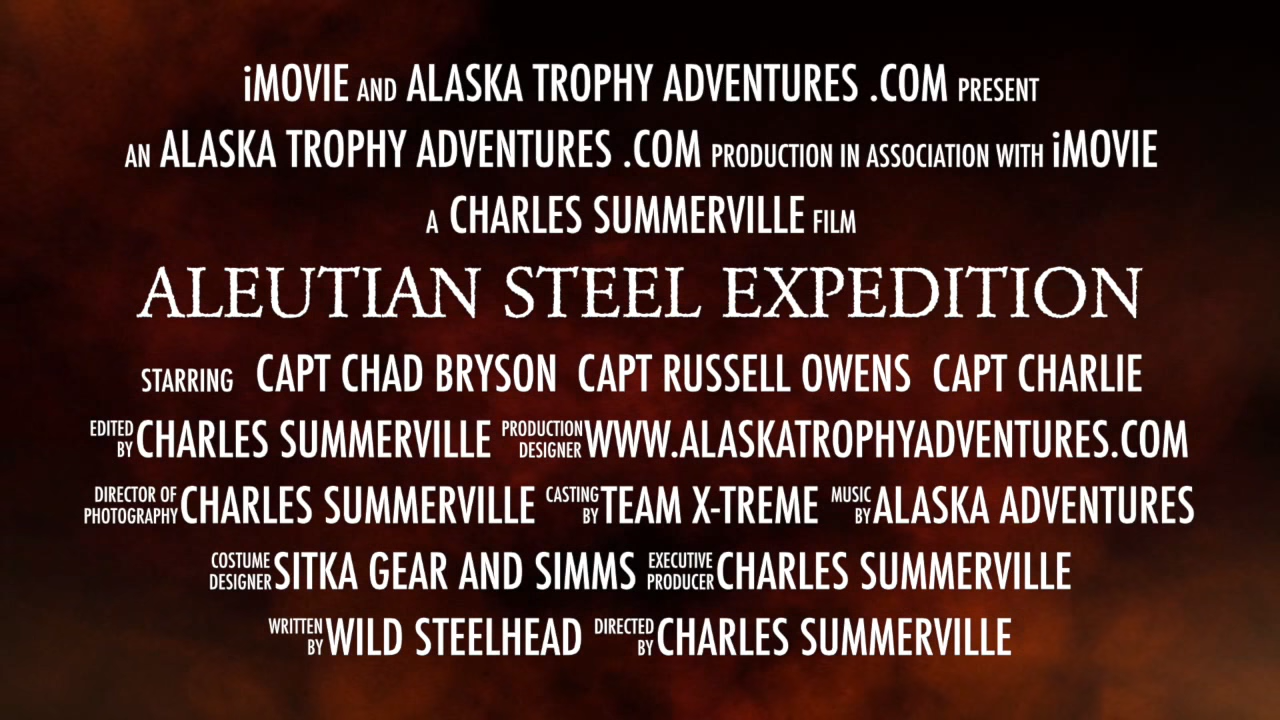 iMOVIE AND ALASKA TROPHY ADVENTURES .COM PRESENT
AN ALASKA TROPHY ADVENTURES .COM PRODUCTION IN ASSOCIATION WITH iMOVIE
A CHARLES SUMMERVILLE FILM
ALEUTIAN STEEL EXPEDITION
STARRING CAPT CHAD BRYSON CAPT RUSSELL OWENS CAPT CHARLIE
EDITED BY CHARLES SUMMERVILLE PRODUCTION DESIGNER WWW.ALASKATROPHYADVENTURES.COM
DIRECTOR OF PHOTOGRAPHY CHARLES SUMMERVILLE CASTING BY TEAM X-TREME MUSIC BY ALASKA ADVENTURES
COSTUME DESIGNER SITKA GEAR AND SIMMS EXECUTIVE PRODUCER CHARLES SUMMERVILLE
WRITTEN BY WILD STEELHEAD DIRECTED BY CHARLES SUMMERVILLE